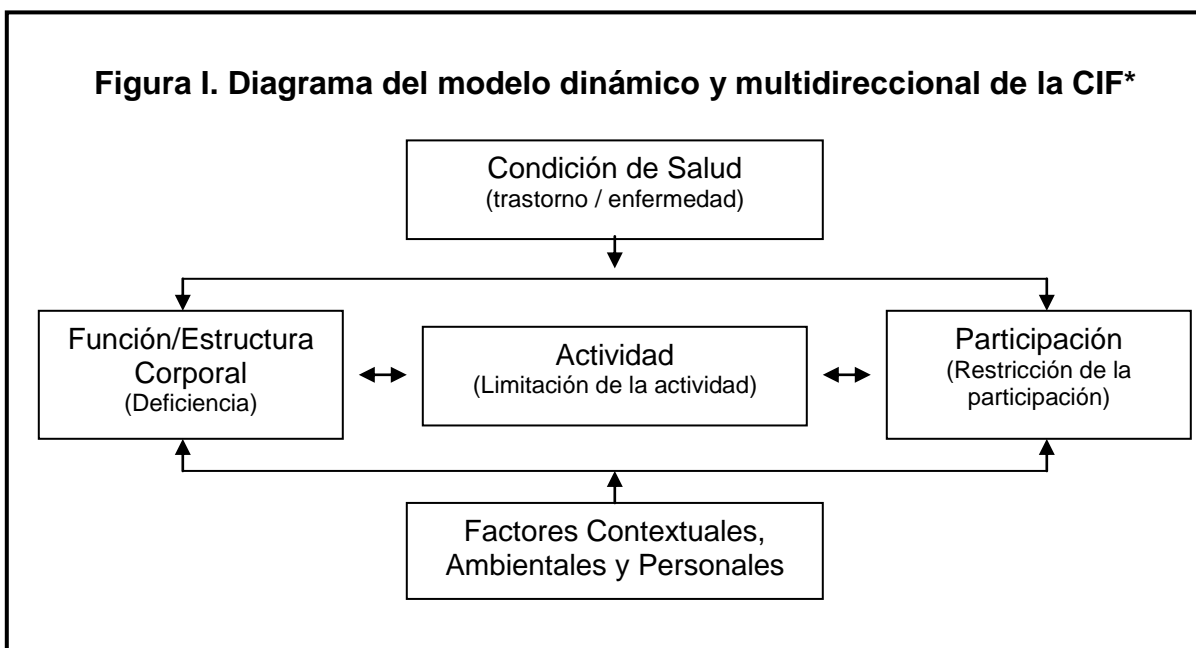 Figura I. Diagrama del modelo dinámico y multidireccional de la CIF*
Condición de Salud
(trastorno / enfermedad)
Función/Estructura
Corporal
(Deficiencia)
Actividad
(Limitación de la actividad)
Participación
(Restricción de la
participación)
Factores Contextuales,
Ambientales y Personales